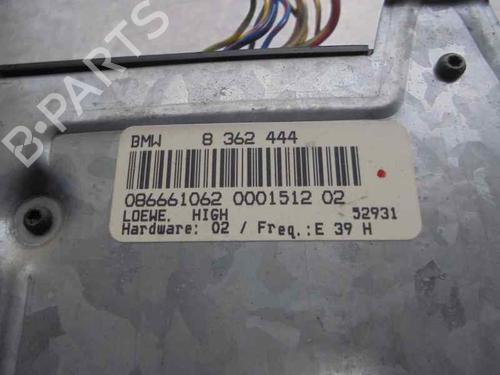 B-PARTS
BMW 8 362 444
086661062 0001512 02
LOEWE. HIGH 52931
Hardware: 02 / Freq.:E 39 H